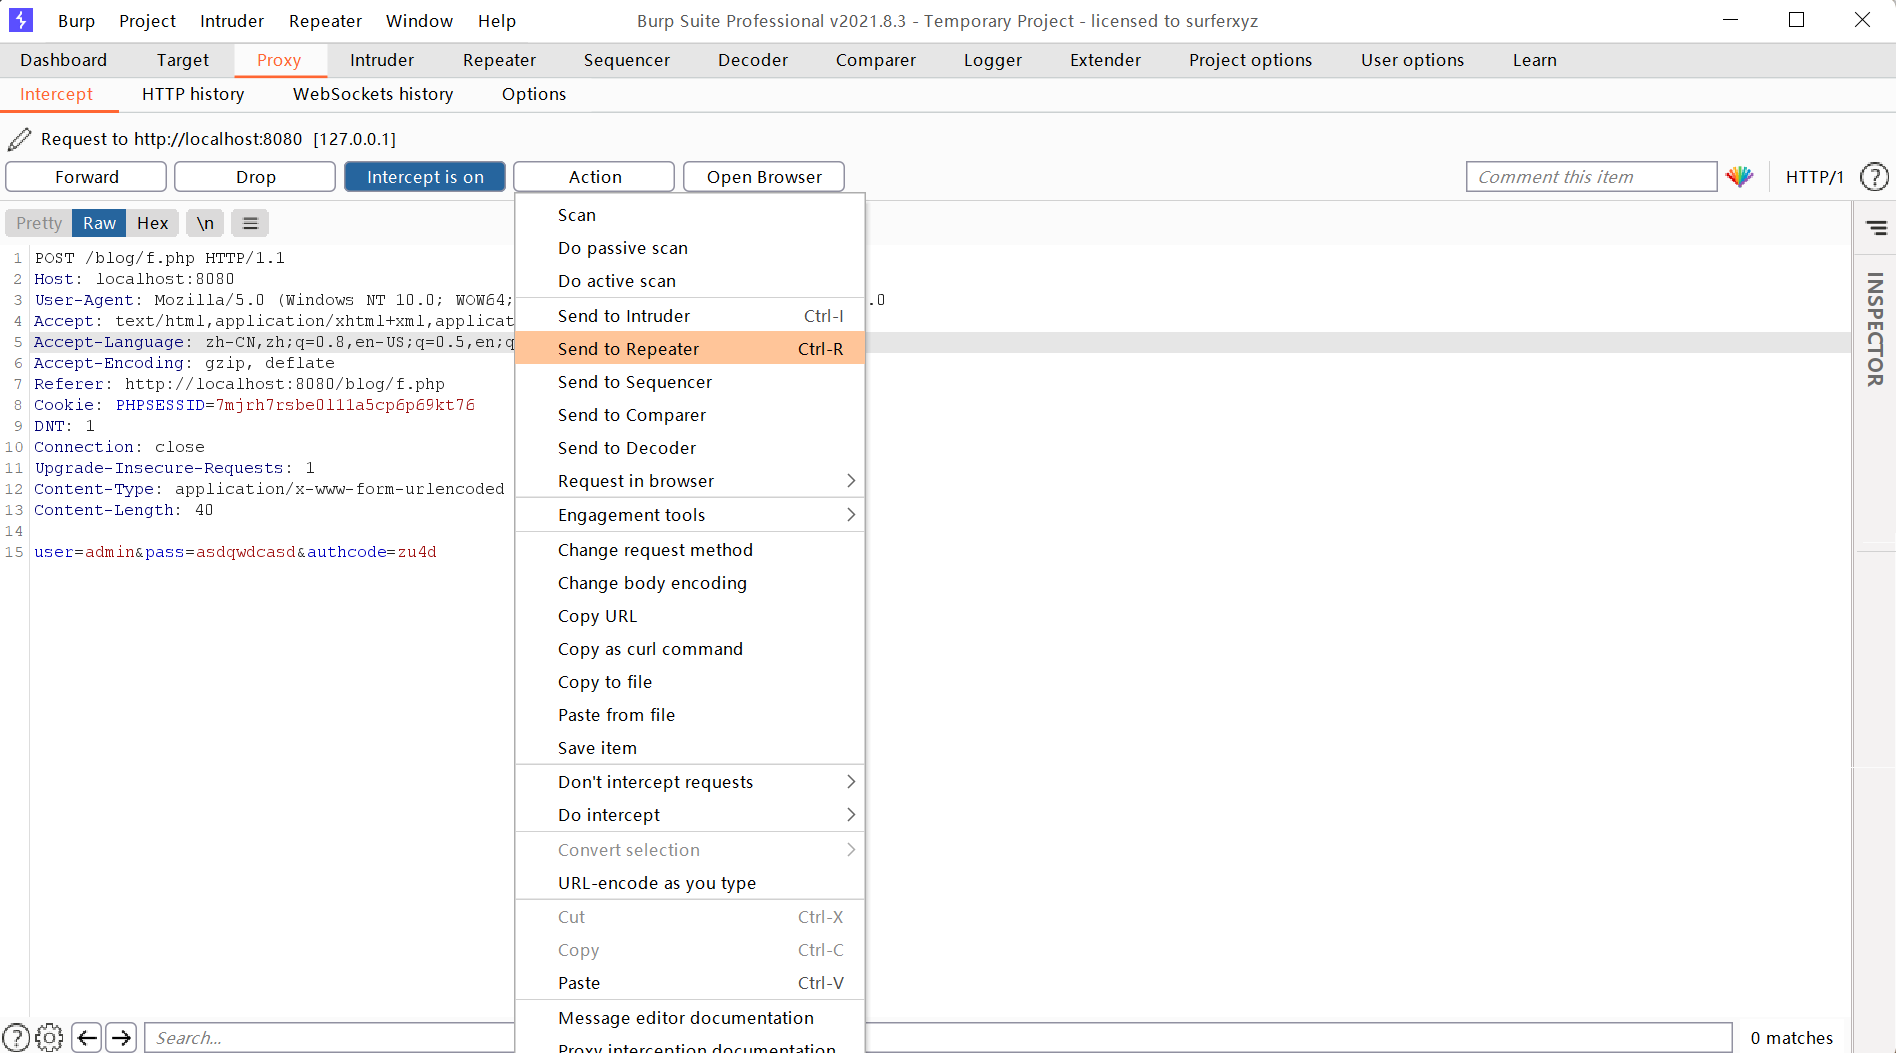 Burp Project Intruder Repeater Window Help Burp Suite Professional v2021.8.3 - Temporary Project - licensed to surferxyz
Dashboard Target Proxy Intruder Repeater Sequencer Decoder Comparer Logger Extender Project options User options Learn
Intercept HTTP history WebSockets history Options
Request to http://localhost:8080 [127.0.0.1]
Forward Drop Intercept is on Action Open Browser Comment this item HTTP/1 ?
Pretty Raw Hex \n
1 POST /blog/f.php HTTP/1.1
2 Host: localhost:8080
3 User-Agent: Mozilla/5.0 (Windows NT 10.0; WOW64; .0
4 Accept: text/html,application/xhtml+xml,applicat
5 Accept-Language: zh-CN,zh;q=0.8,en-US;q=0.5,en;q
6 Accept-Encoding: gzip, deflate
7 Referer: http://localhost:8080/blog/f.php
8 Cookie: PHPSESSID=7mjrh7rsbe0l11a5cp6p69kt76
9 DNT: 1
10 Connection: close
11 Upgrade-Insecure-Requests: 1
12 Content-Type: application/x-www-form-urlencoded
13 Content-Length: 40
14
15 user=admin&pass=asdqwdcasd&authcode=zu4d
Scan
Do passive scan
Do active scan
Send to Intruder Ctrl-I
Send to Repeater Ctrl-R
Send to Sequencer
Send to Comparer
Send to Decoder
Request in browser
Engagement tools
Change request method
Change body encoding
Copy URL
Copy as curl command
Copy to file
Paste from file
Save item
Don't intercept requests
Do intercept
Convert selection
URL-encode as you type
Cut Ctrl-X
Copy Ctrl-C
Paste Ctrl-V
Message editor documentation
Proxy interception documentation
INSPECTOR
? Search... 0 matches